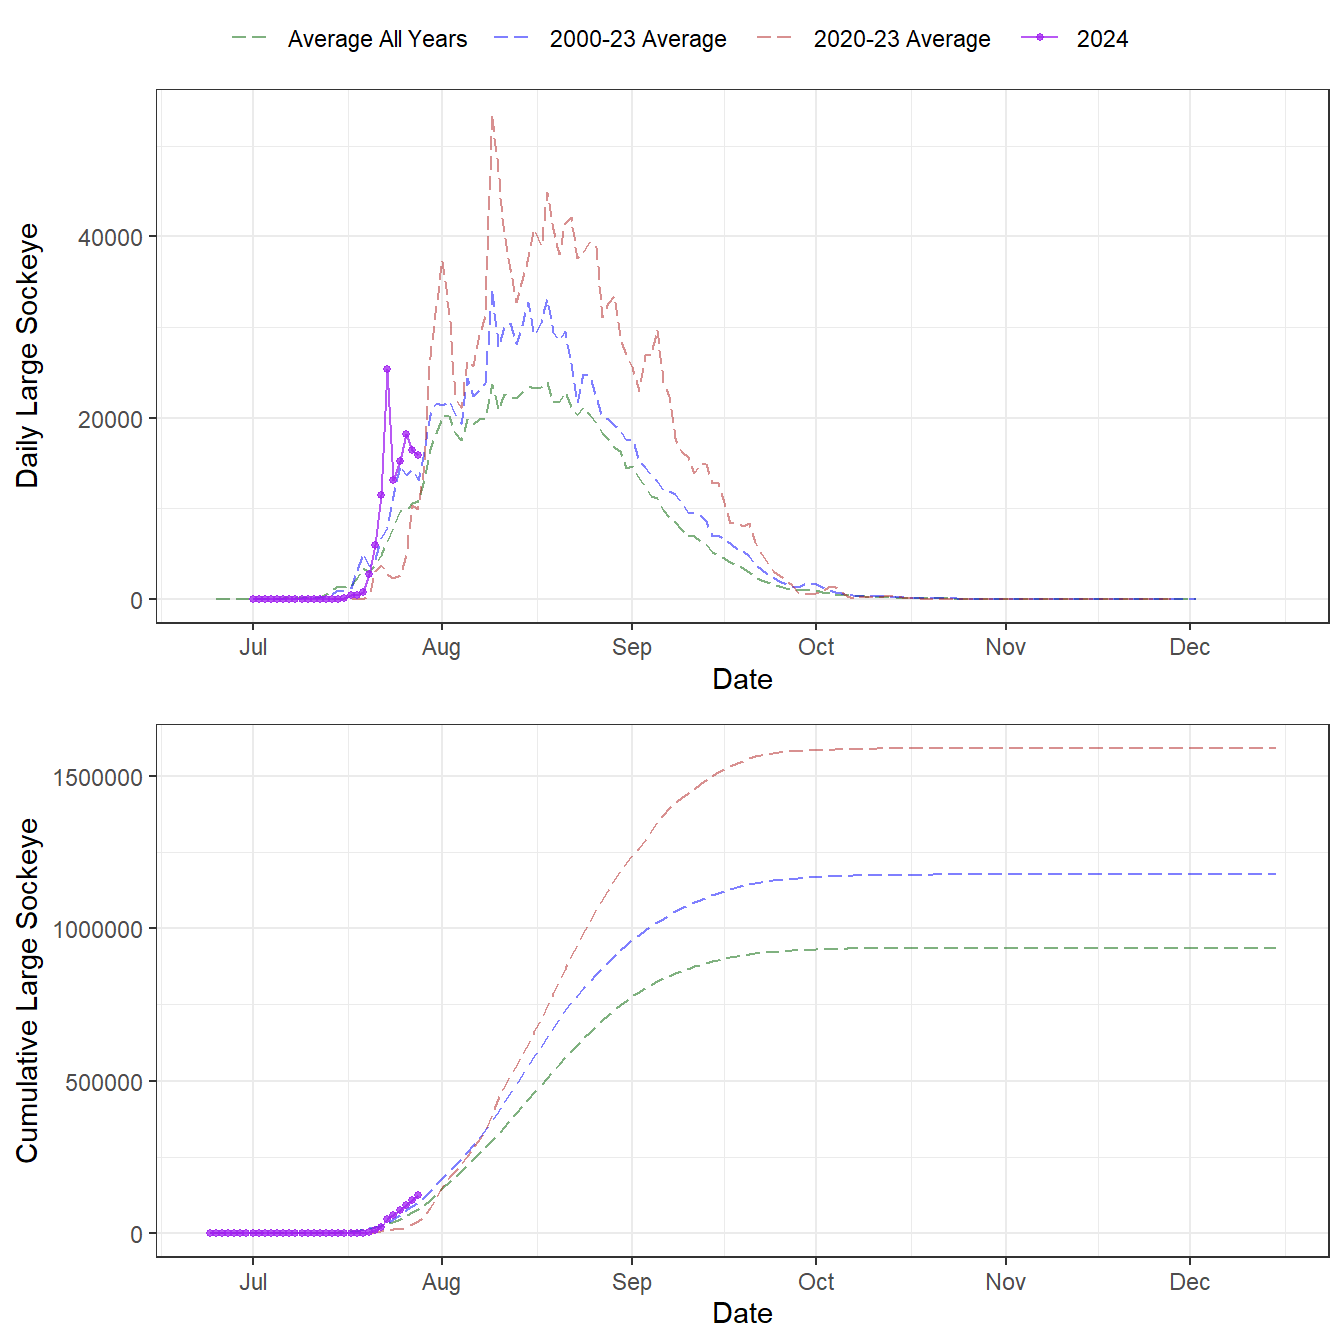 Average All Years 2000-23 Average 2020-23 Average 2024
Daily Large Sockeye
40000
20000
0
Jul Aug Sep Oct Nov Dec
Date
Cumulative Large Sockeye
1500000
1000000
500000
0
Jul Aug Sep Oct Nov Dec
Date